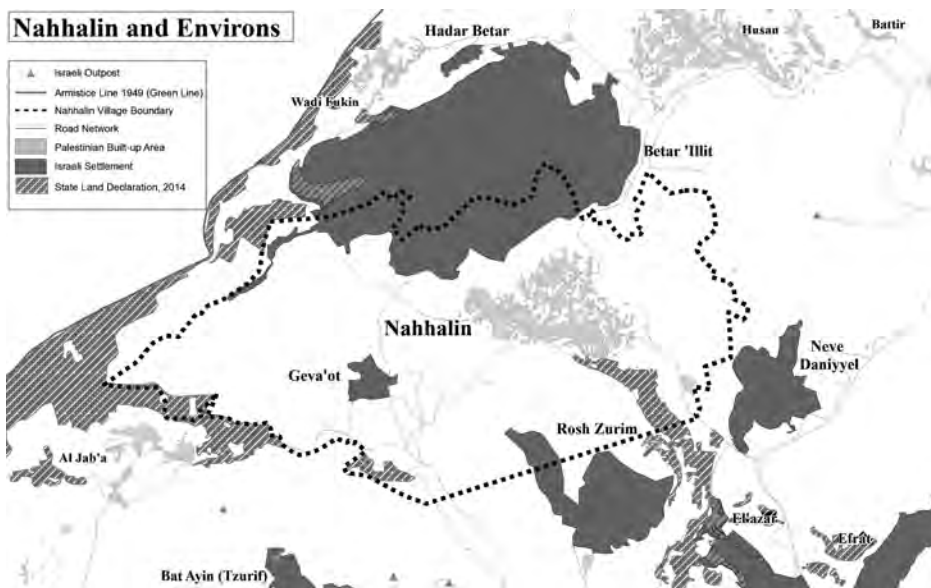 Nahhalin and Environs
Israeli Outpost
Armistice Line 1949 (Green Line)
Nahhalin Village Boundary
Road Network
Palestinian Built-up Area
Israeli Settlement
State Land Declaration, 2014
Hadar Betar
Husan
Battir
Wadi Fukin
Betar 'Illit
Nahhalin
Geva'ot
Neve
Daniyyel
Rosh Zurim
Al Jab'a
Elazar
Efrat
Bat Ayin (Tzurif)